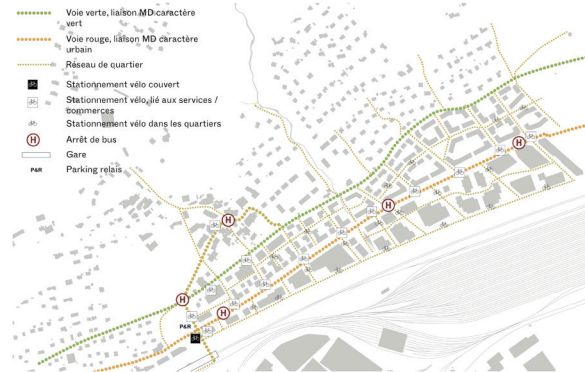 Voie verte, liaison MD caractère
vert
Voie rouge, liaison MD caractère
urbain
Réseau de quartier
Stationnement vélo couvert
Stationnement vélo, lié aux services /
commerces
Stationnement vélo dans les quartiers
H Arrêt de bus
Gare
P&R Parking relais
H
H
H
H
H
P&R